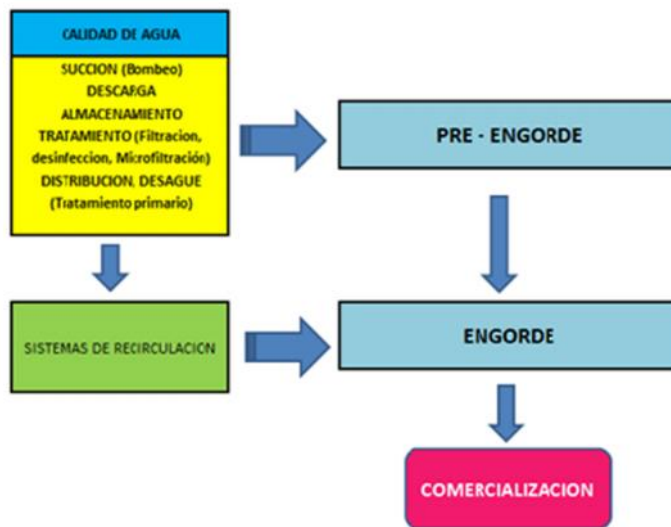 CALIDAD DE AGUA
SUCCION (Bombeo)
DESCARGA
ALMACENAMIENTO
TRATAMIENTO (Filtracion,
desinfeccion, Microfiltración)
DISTRIBUCION, DESAGUE
(Tratamiento primario)
PRE - ENGORDE
SISTEMAS DE RECIRCULACION
ENGORDE
COMERCIALIZACION